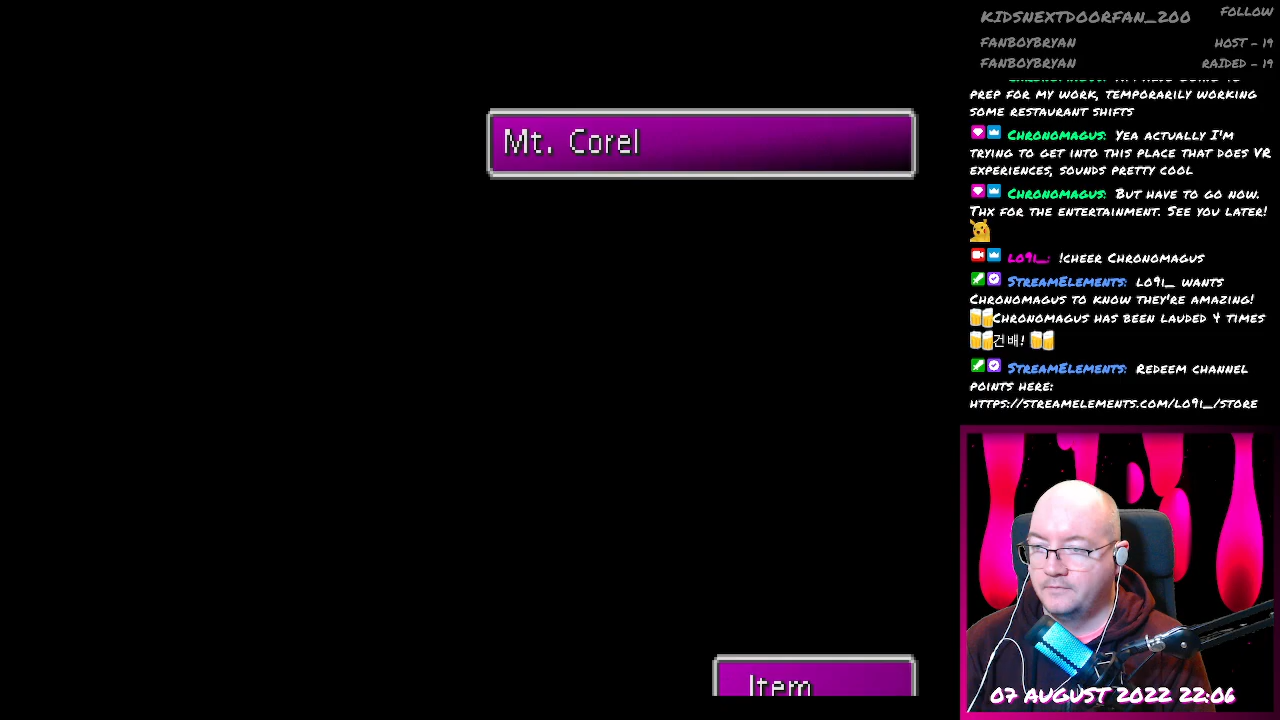 KIDSNEXTDOORFAN_200 FOLLOW
FANBOYBRYAN HOST - 19
FANBOYBRYAN RAIDED - 19
PREP FOR MY WORK, TEMPORARILY WORKING
SOME RESTAURANT SHIFTS
CHRONOMAGUS: YEA ACTUALLY I'M
TRYING TO GET INTO THIS PLACE THAT DOES VR
EXPERIENCES, SOUNDS PRETTY COOL
CHRONOMAGUS: BUT HAVE TO GO NOW.
THX FOR THE ENTERTAINMENT. SEE YOU LATER!
LO91_: !CHEER CHRONOMAGUS
STREAMELEMENTS: LO91_ WANTS
CHRONOMAGUS TO KNOW THEY'RE AMAZING!
CHRONOMAGUS HAS BEEN LAUDED 4 TIMES
건배!
STREAMELEMENTS: REDEEM CHANNEL
POINTS HERE:
HTTPS://STREAMELEMENTS.COM/LO91_/STORE
Mt. Corel
Item
07 AUGUST 2022 22:06